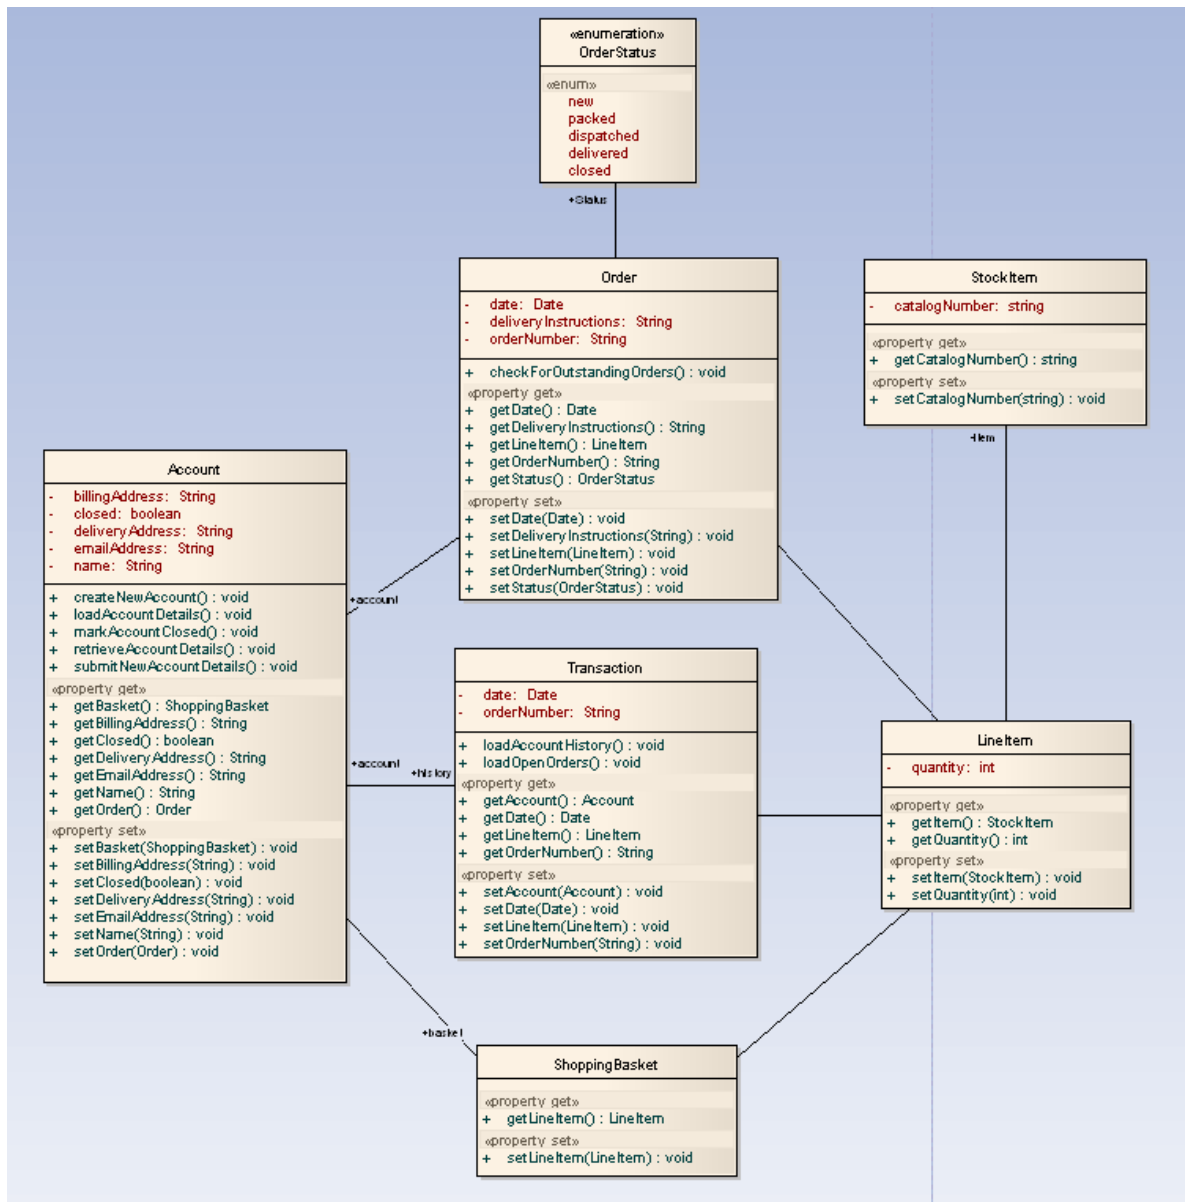 «enumeration»
OrderStatus
«enum»
new
packed
dispatched
delivered
closed
+Status
Order
- date: Date
- deliveryInstructions: String
- orderNumber: String
+ checkForOutstandingOrders() : void
«property get»
+ getDate() : Date
+ getDeliveryInstructions() : String
+ getLineItem() : LineItem
+ getOrderNumber() : String
+ getStatus() : OrderStatus
«property set»
+ setDate(Date) : void
+ setDeliveryInstructions(String) : void
+ setLineItem(LineItem) : void
+ setOrderNumber(String) : void
+ setStatus(OrderStatus) : void
StockItem
- catalogNumber: string
«property get»
+ getCatalogNumber() : string
«property set»
+ setCatalogNumber(string) : void
+item
Account
- billingAddress: String
- closed: boolean
- deliveryAddress: String
- emailAddress: String
- name: String
+ createNewAccount() : void
+ loadAccountDetails() : void
+ markAccountClosed() : void
+ retrieveAccountDetails() : void
+ submitNewAccountDetails() : void
«property get»
+ getBasket() : ShoppingBasket
+ getBillingAddress() : String
+ getClosed() : boolean
+ getDeliveryAddress() : String
+ getEmailAddress() : String
+ getName() : String
+ getOrder() : Order
«property set»
+ setBasket(ShoppingBasket) : void
+ setBillingAddress(String) : void
+ setClosed(boolean) : void
+ setDeliveryAddress(String) : void
+ setEmailAddress(String) : void
+ setName(String) : void
+ setOrder(Order) : void
+account
+account
+history
Transaction
- date: Date
- orderNumber: String
+ loadAccountHistory() : void
+ loadOpenOrders() : void
«property get»
+ getAccount() : Account
+ getDate() : Date
+ getLineItem() : LineItem
+ getOrderNumber() : String
«property set»
+ setAccount(Account) : void
+ setDate(Date) : void
+ setLineItem(LineItem) : void
+ setOrderNumber(String) : void
LineItem
- quantity: int
«property get»
+ getItem() : StockItem
+ getQuantity() : int
«property set»
+ setItem(StockItem) : void
+ setQuantity(int) : void
+basket
ShoppingBasket
«property get»
+ getLineItem() : LineItem
«property set»
+ setLineItem(LineItem) : void